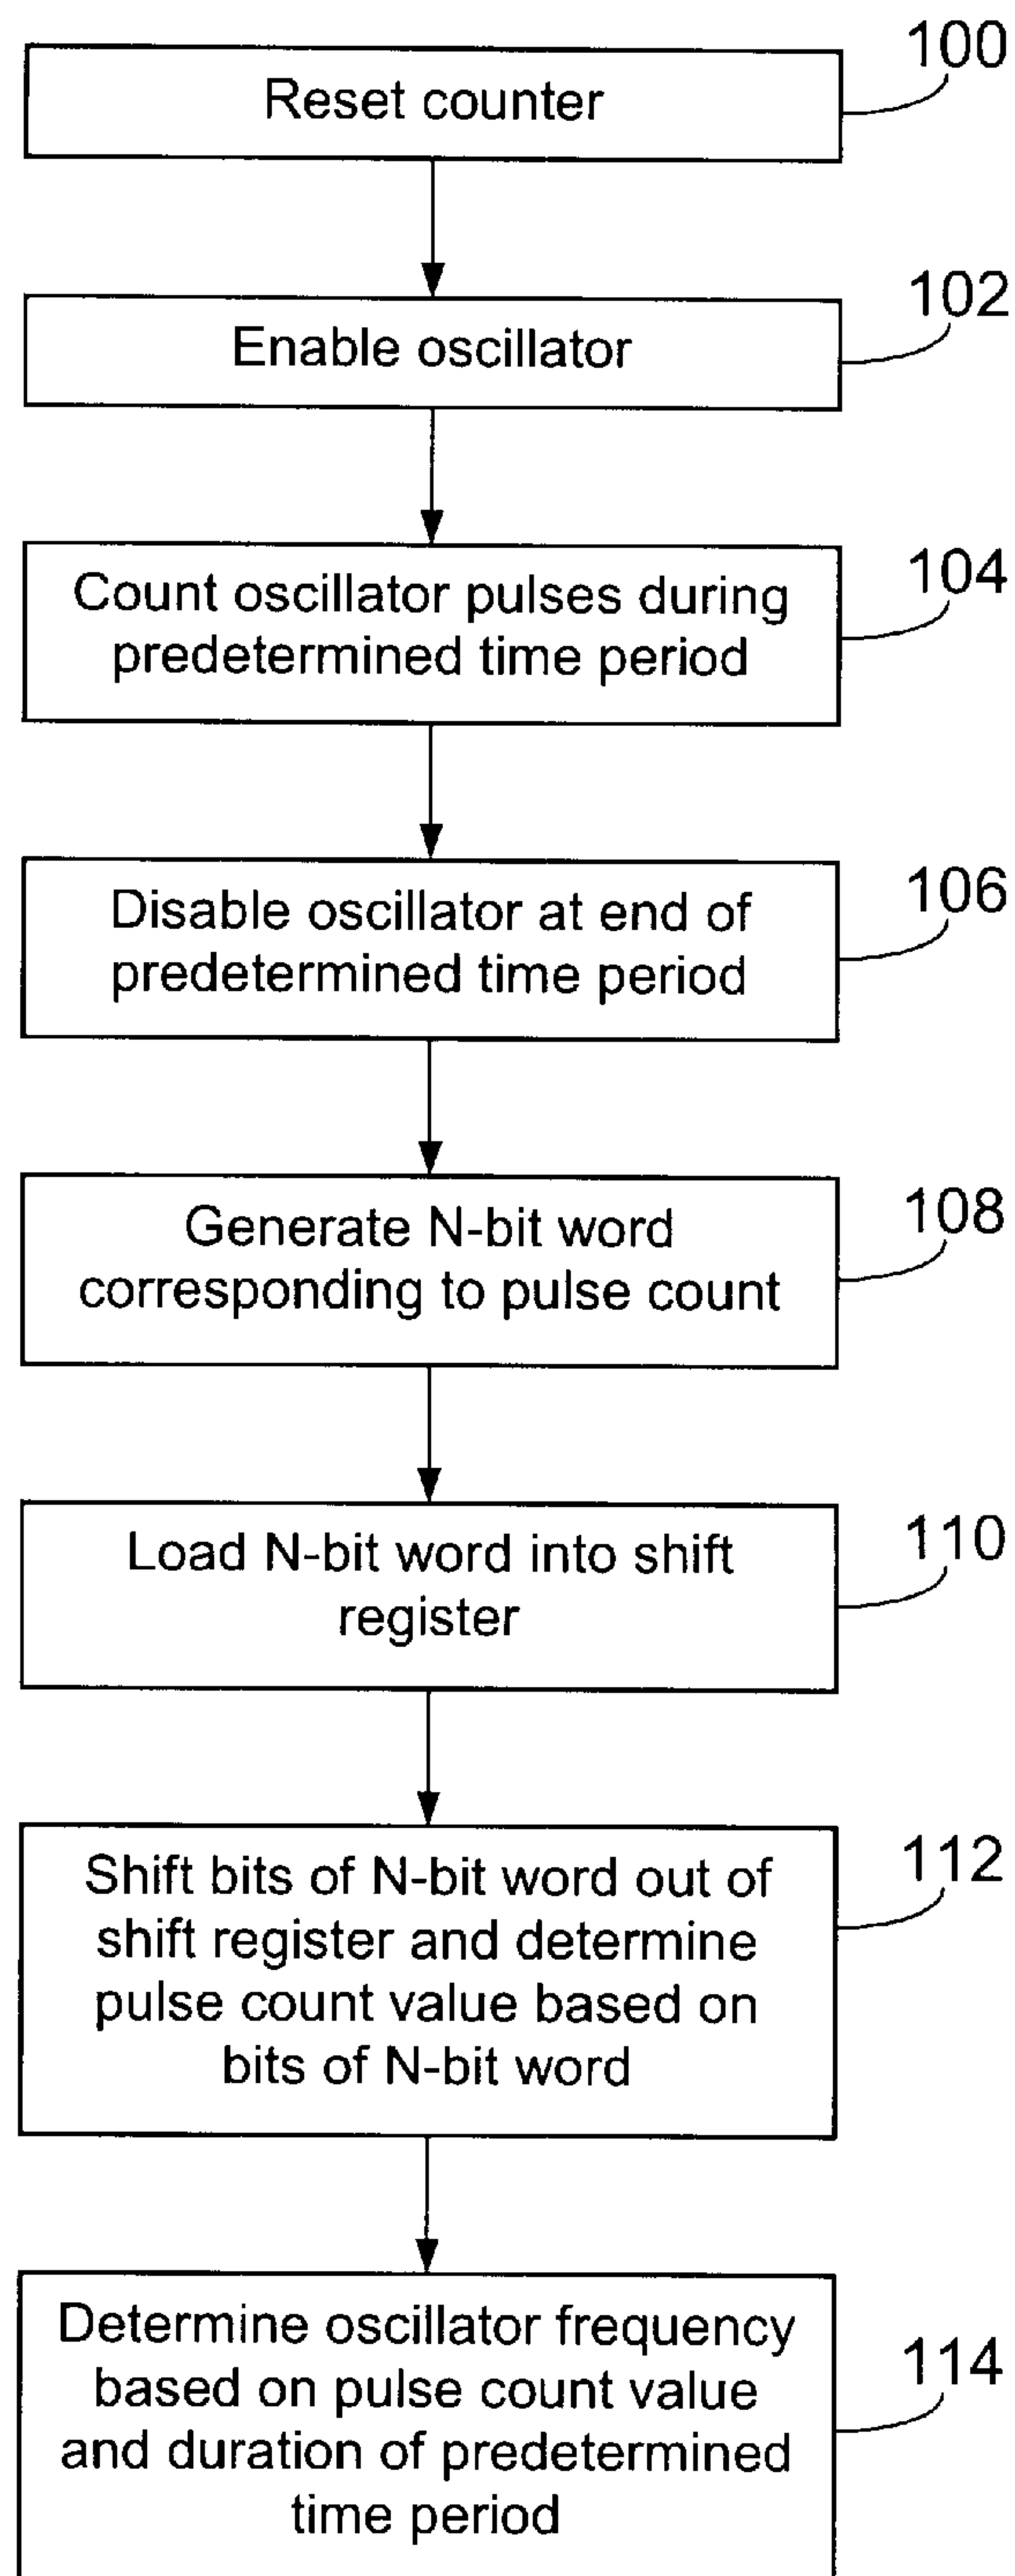 100
Reset counter
102
Enable oscillator
104
Count oscillator pulses during
predetermined time period
106
Disable oscillator at end of
predetermined time period
108
Generate N-bit word
corresponding to pulse count
110
Load N-bit word into shift
register
112
Shift bits of N-bit word out of
shift register and determine
pulse count value based on
bits of N-bit word
114
Determine oscillator frequency
based on pulse count value
and duration of predetermined
time period